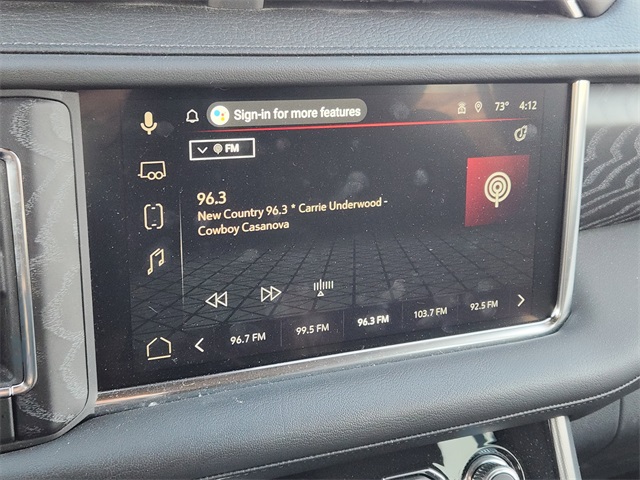 Sign-in for more features
73° 4:12
FM
96.3
New Country 96.3 * Carrie Underwood -
Cowboy Casanova
96.7 FM 99.5 FM 96.3 FM 103.7 FM 92.5 FM